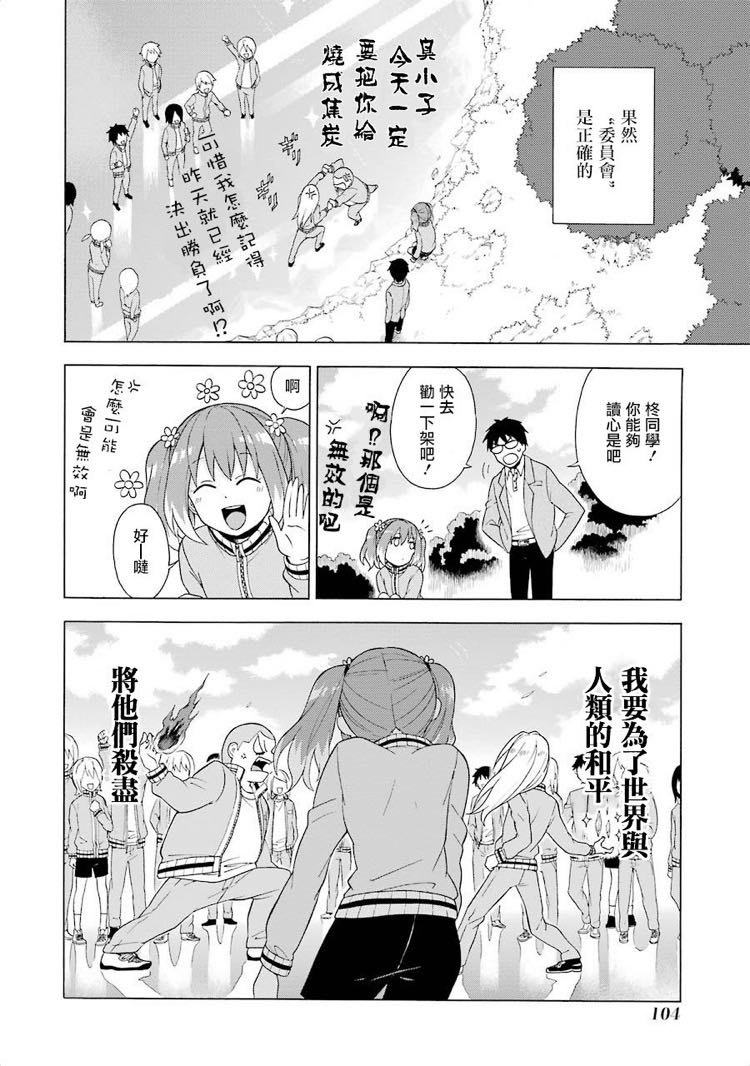 果然
“委員會”
是正確的
臭小子
今天一定
要把你給
燒成焦炭
可惜我怎麼記得
昨天就已經
決出勝負了啊!?
柊同學!
你能夠
讀心是吧
快去
勸一下架吧!
啊!?那個是
無效的吧
啊
好—噠
怎麼可能
會是無效啊
我要為了世界與
人類的和平
將他們殺盡
104